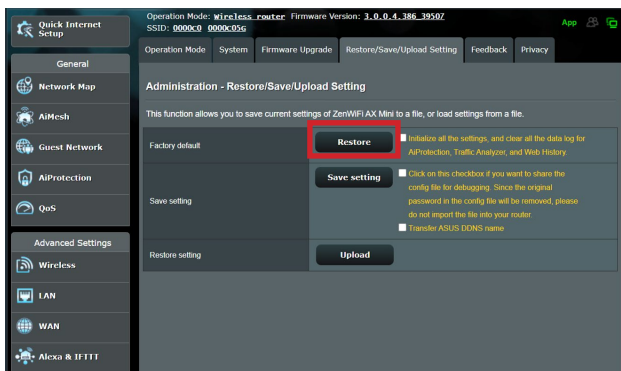 Quick Internet
Setup
Operation Mode: Wireless router Firmware Version: 3.0.0.4.386_39507
SSID: 0000c0 0000c05G
App
Operation Mode System Firmware Upgrade Restore/Save/Upload Setting Feedback Privacy
General
Network Map
AiMesh
Guest Network
AiProtection
QoS
Advanced Settings
Wireless
LAN
WAN
Alexa & IFTTT
Administration - Restore/Save/Upload Setting
This function allows you to save current settings of ZenWiFi AX Mini to a file, or load settings from a file.
Factory default
Restore
Initialize all the settings, and clear all the data log for
AiProtection, Traffic Analyzer, and Web History.
Save setting
Save setting
Click on this checkbox if you want to share the
config file for debugging. Since the original
password in the config file will be removed, please
do not import the file into your router.
Transfer ASUS DDNS name
Restore setting
Upload